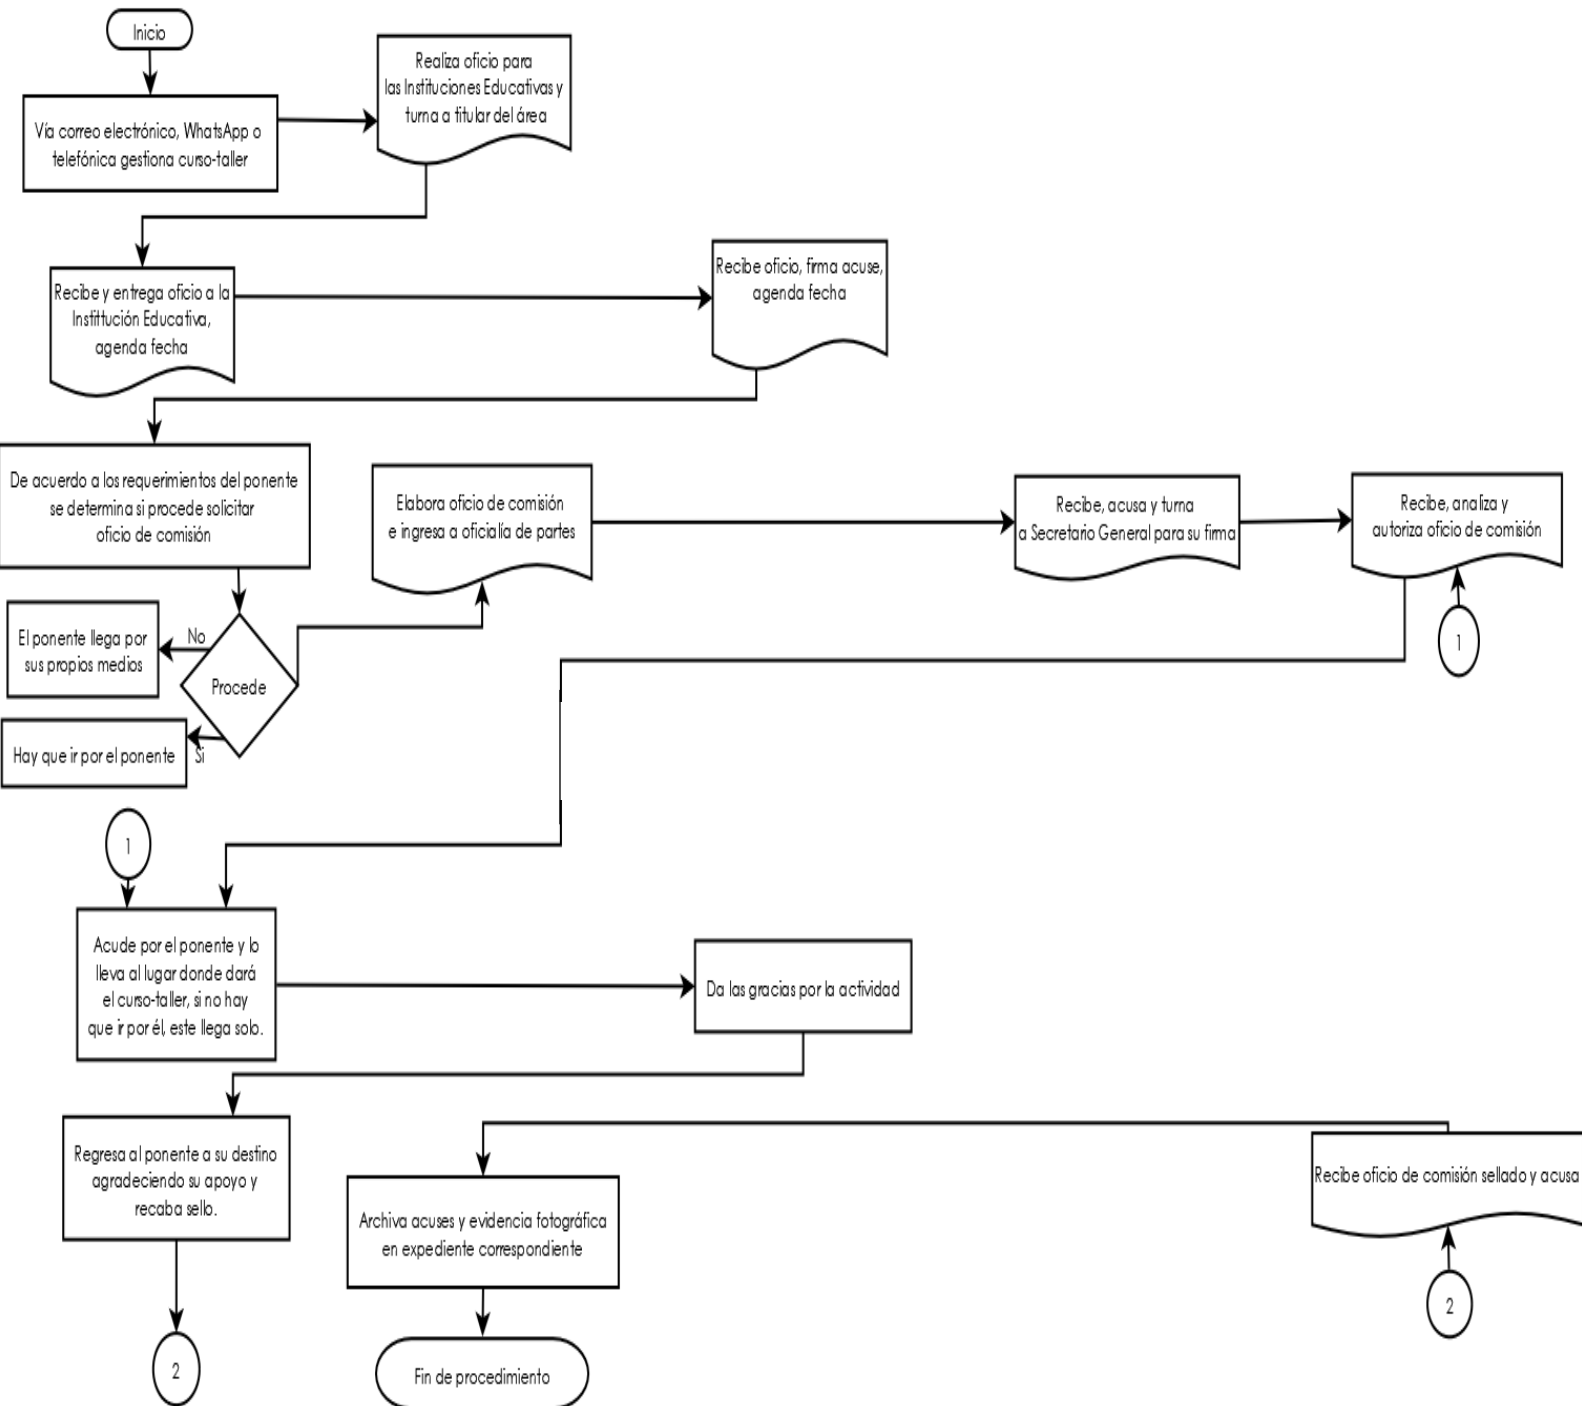 Inicio
Vía correo electrónico, WhatsApp o
telefónica gestiona curso-taller
Realiza oficio para
las Instituciones Educativas y
turna a titular del área
Recibe y entrega oficio a la
Instittución Educativa,
agenda fecha
Recibe oficio, firma acuse,
agenda fecha
De acuerdo a los requerimientos del ponente
se determina si procede solicitar
oficio de comisión
Elabora oficio de comisión
e ingresa a oficialía de partes
Recibe, acusa y turna
a Secretario General para su firma
Recibe, analiza y
autoriza oficio de comisión
1
El ponente llega por
sus propios medios
No
Procede
Hay que ir por el ponente
Si
1
Acude por el ponente y lo
lleva al lugar donde dará
el curso-taller, si no hay
que ir por él, este llega solo.
Da las gracias por la actividad
Regresa al ponente a su destino
agradeciendo su apoyo y
recaba sello.
2
Archiva acuses y evidencia fotográfica
en expediente correspondiente
Recibe oficio de comisión sellado y acusa
2
Fin de procedimiento